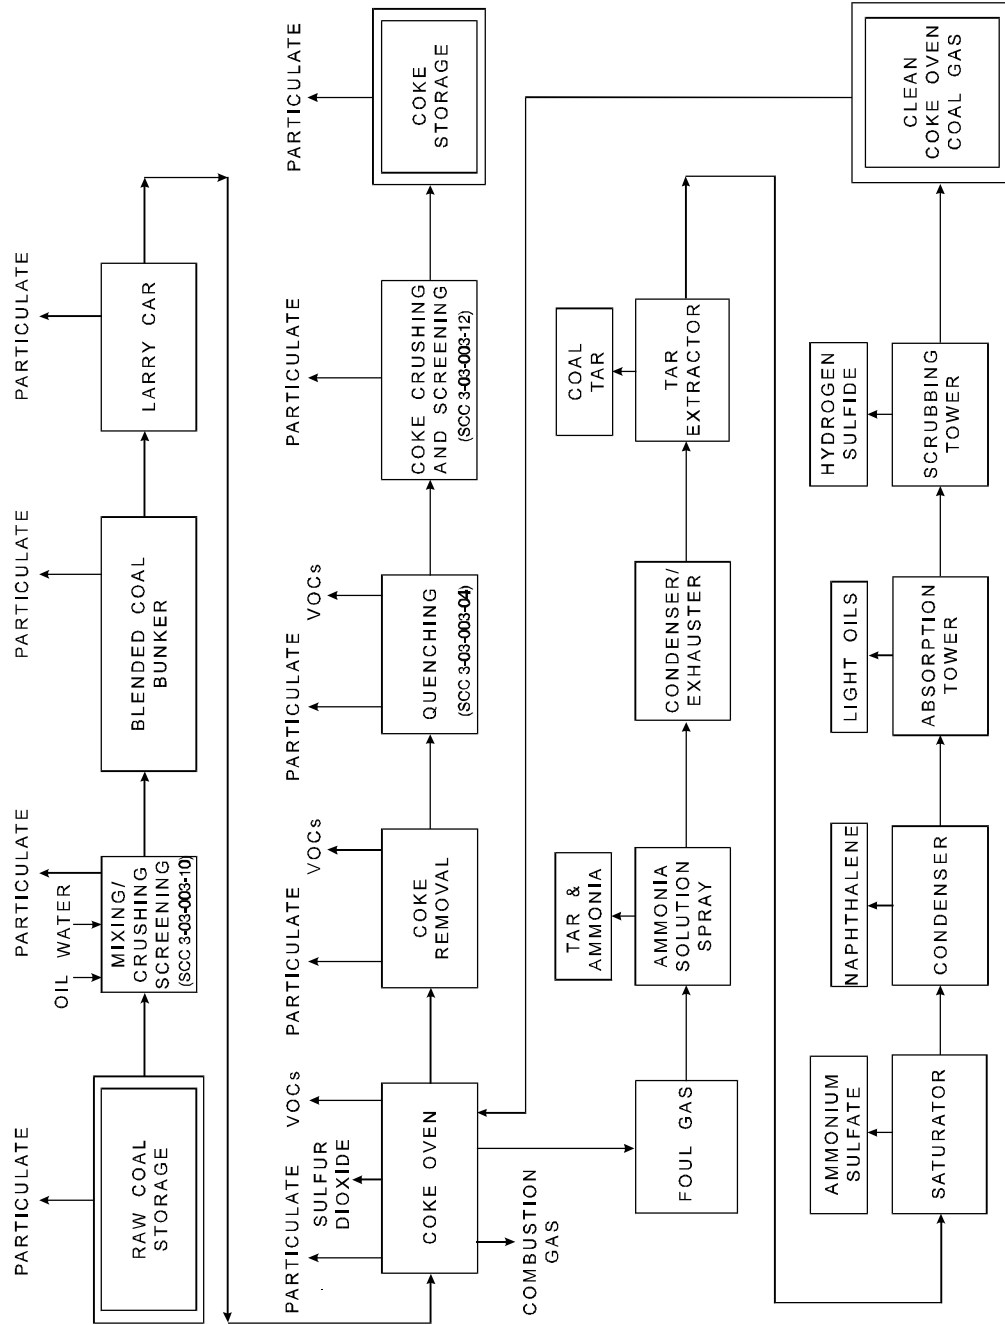 PARTICULATE
PARTICULATE
PARTICULATE
PARTICULATE
OIL
WATER
RAW COAL
STORAGE
MIXING/
CRUSHING
SCREENING
(SCC 3-03-003-10)
BLENDED COAL
BUNKER
LARRY CAR
PARTICULATE
SULFUR
DIOXIDE
VOCs
PARTICULATE
VOCs
PARTICULATE
VOCs
PARTICULATE
PARTICULATE
COKE OVEN
COKE
REMOVAL
QUENCHING
(SCC 3-03-003-04)
COKE CRUSHING
AND SCREENING
(SCC 3-03-003-12)
COKE
STORAGE
COMBUSTION
GAS
TAR &
AMMONIA
COAL
TAR
FOUL GAS
AMMONIA
SOLUTION
SPRAY
CONDENSER/
EXHAUSTER
TAR
EXTRACTOR
AMMONIUM
SULFATE
NAPHTHALENE
LIGHT OILS
HYDROGEN
SULFIDE
SATURATOR
CONDENSER
ABSORPTION
TOWER
SCRUBBING
TOWER
CLEAN
COKE OVEN
COAL GAS